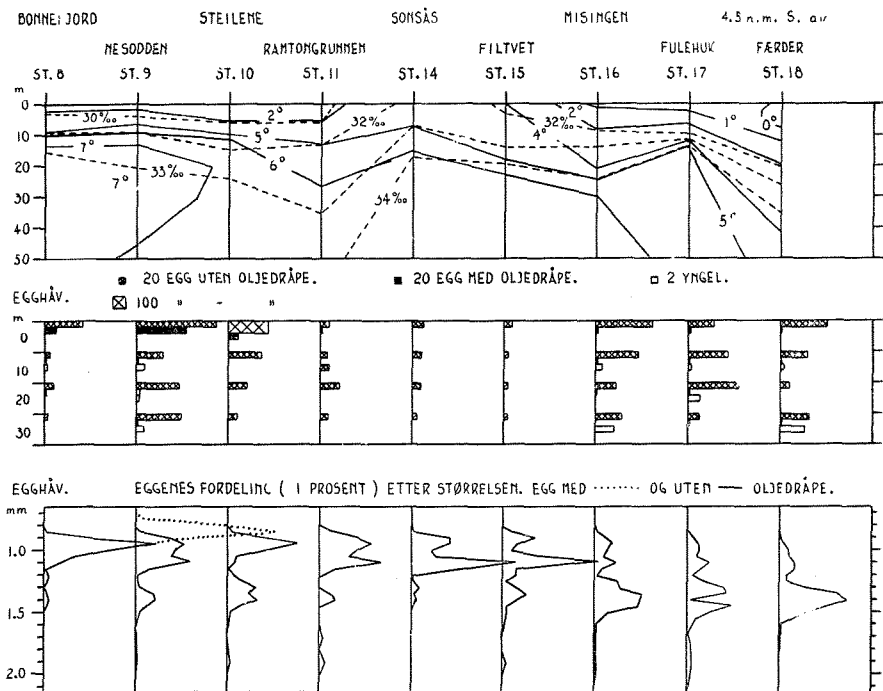 BONNEFJORD STEILENE SONSÅS MISINGEN 4.5 n.m. S. av
NESODDEN RAMTONGRUNNEN FILTVET FULEHUK FÆRDER
ST. 8 ST. 9 ST. 10 ST. 11 ST. 14 ST. 15 ST. 16 ST. 17 ST. 18
m
0
10
20
30
40
50
30‰ 2° 32‰ 32‰ 2° 1° 0°
5° 4°
7° 6°
7° 33‰ 34‰ 5°
20 EGG UTEN OLJEDRÅPE. 20 EGG MED OLJEDRÅPE. 2 YNGEL.
EGGHÅV. 100 " - "
m
0
10
20
30
EGGHÅV. EGGENES FORDELING ( I PROSENT ) ETTER STØRRELSEN. EGG MED ........ OG UTEN — OLJEDRÅPE.
mm
1.0
1.5
2.0